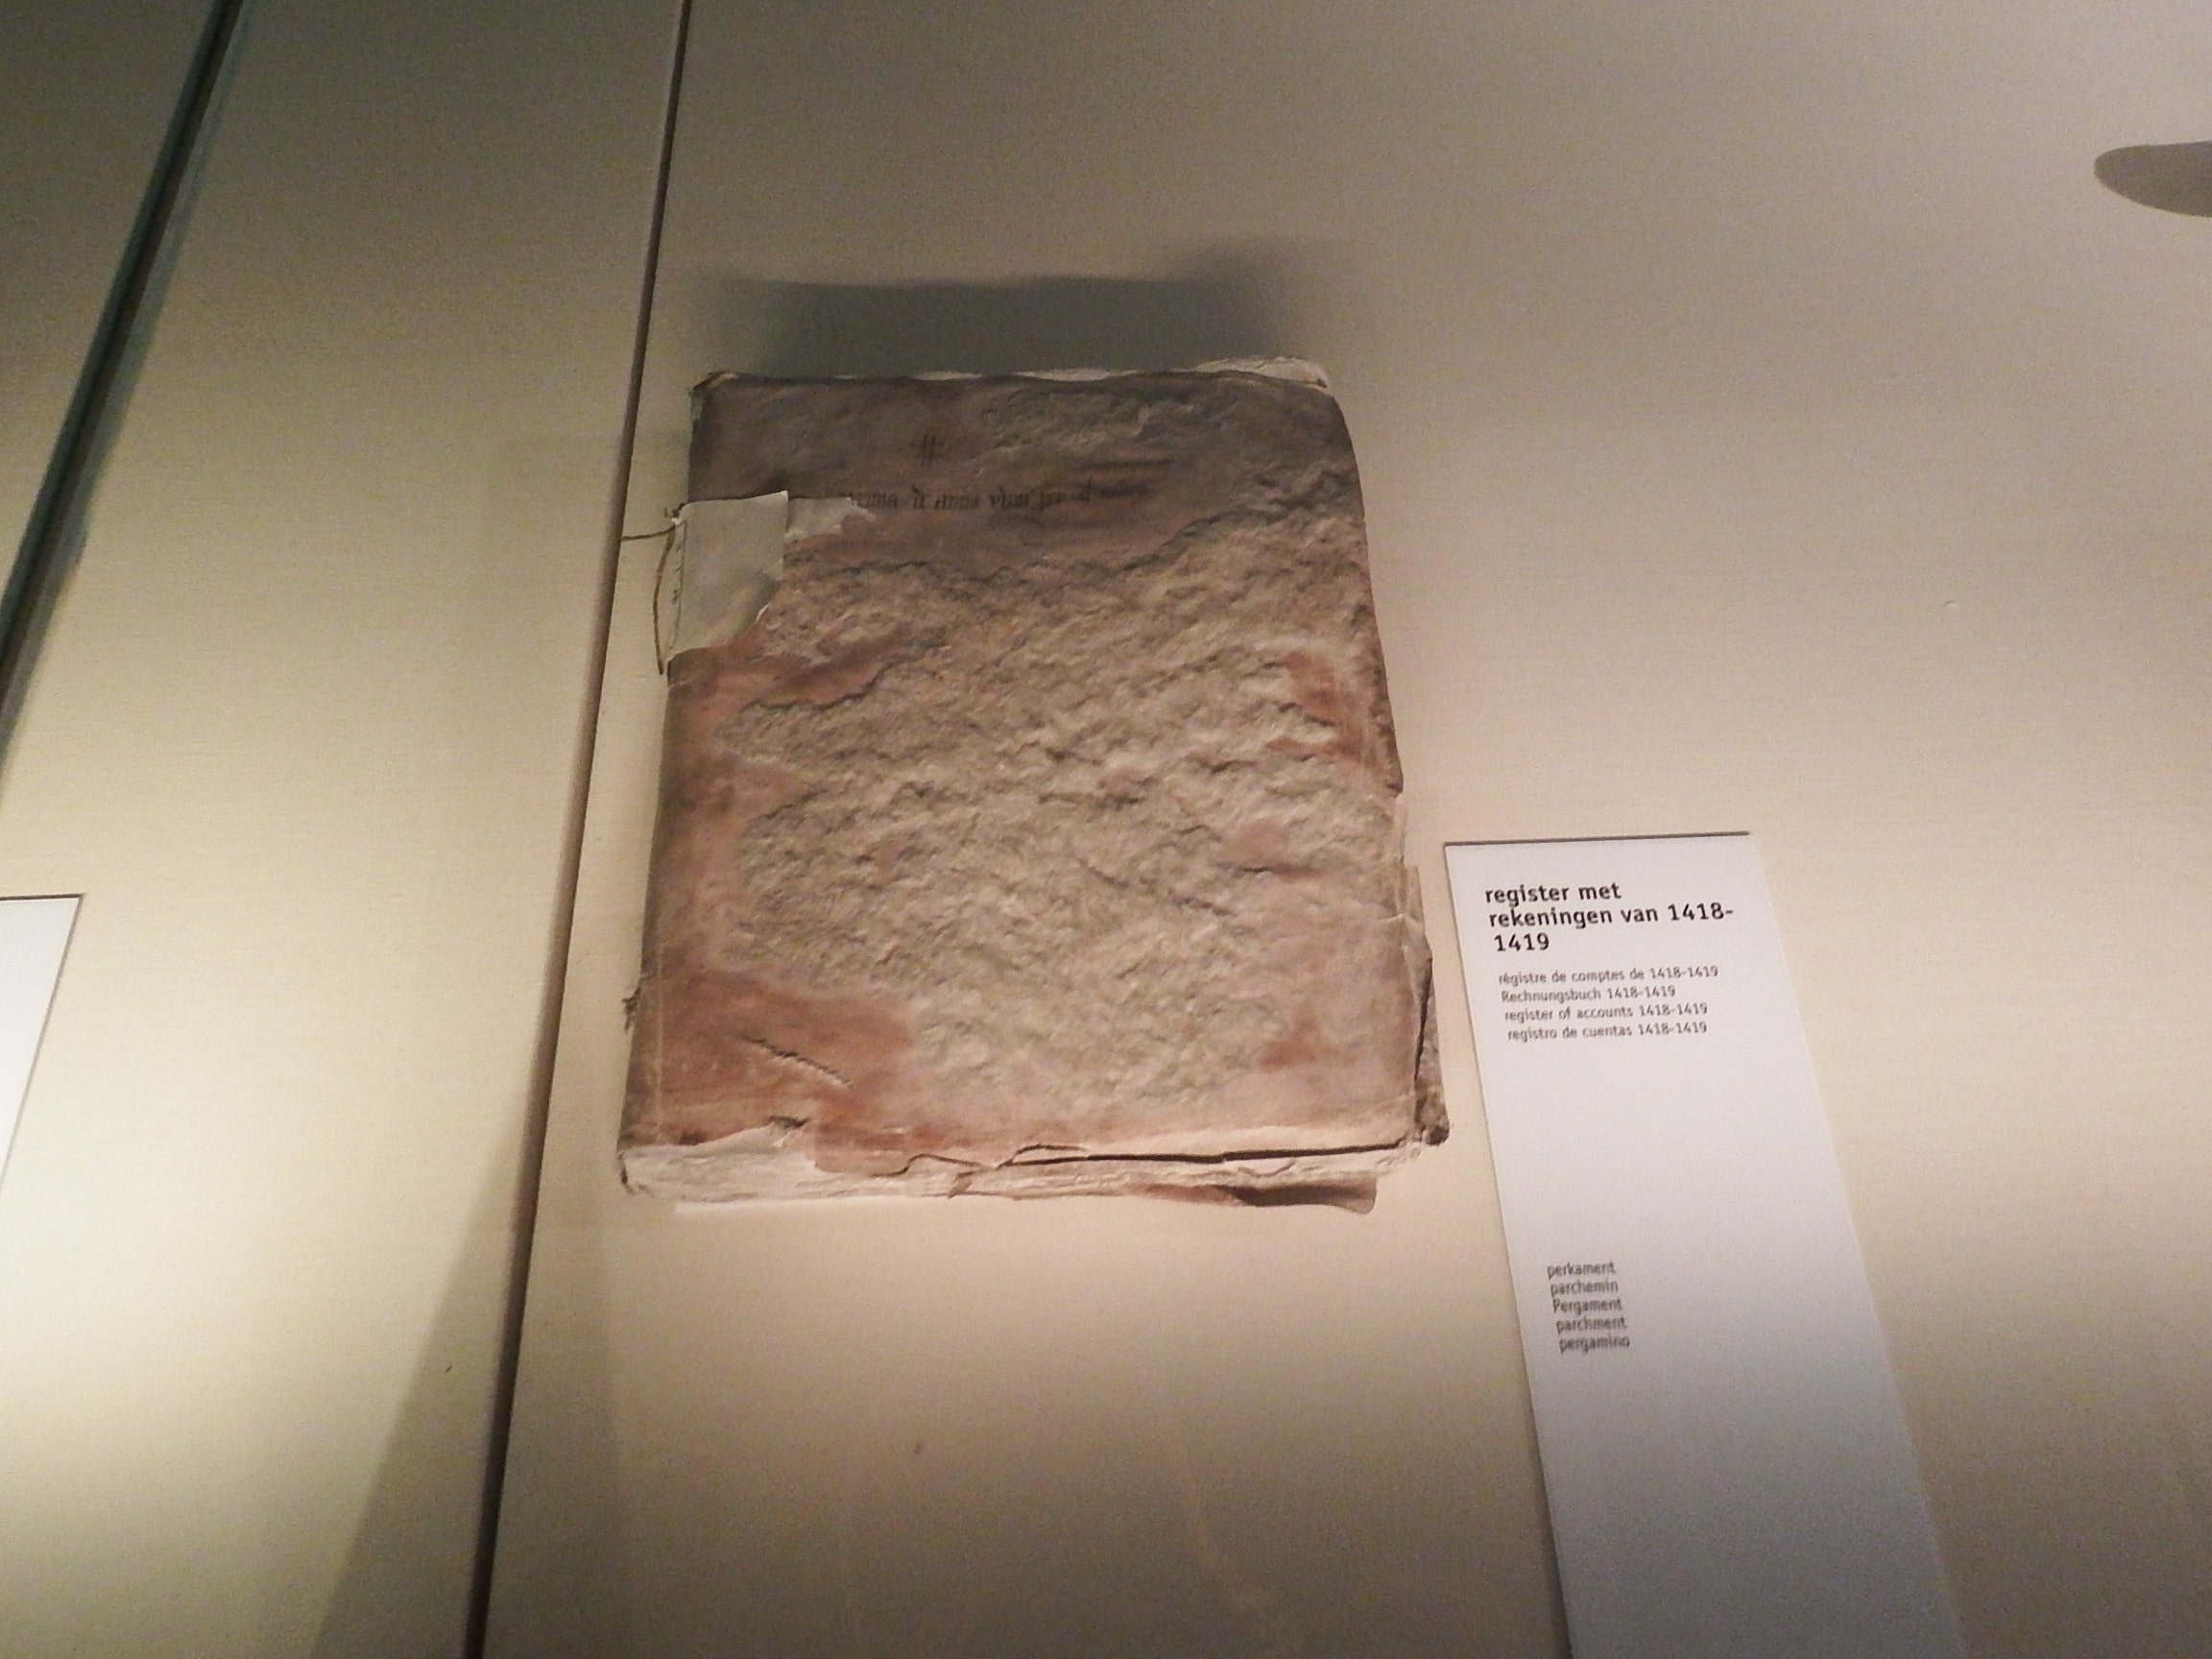 register met
rekeningen van 1418-
1419
régistre de comptes de 1418-1419
Rechnungsbuch 1418-1419
register of accounts 1418-1419
registro de cuentas 1418-1419
perkament
parchemin
Pergament
parchment
pergamino